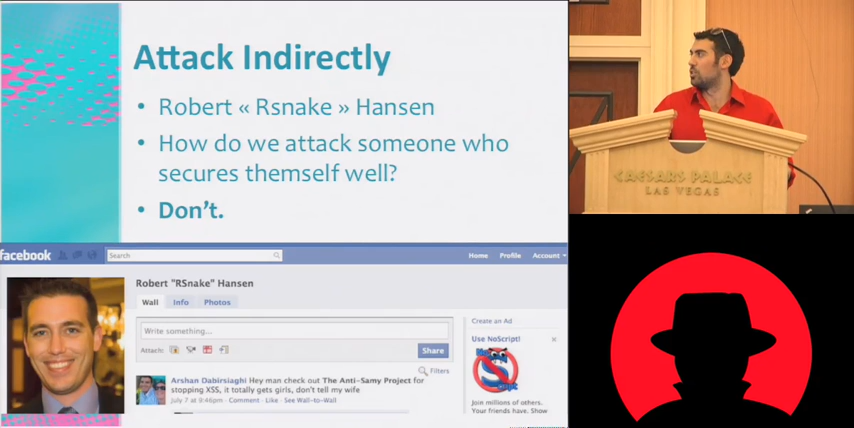 Attack Indirectly
• Robert « Rsnake » Hansen
• How do we attack someone who
secures themself well?
• Don't.
facebook
Search
Home Profile Account
Robert "RSnake" Hansen
Wall Info Photos
Write something...
Attach:
Share
Filters
Arshan Dabirsiaghi Hey man check out The Anti-Samy Project for
stopping XSS, it totally gets girls, don't tell my wife
July 7 at 9:46pm · Comment · Like · See Wall-to-Wall
Create an Ad
Use NoScript!
Join millions of others.
Your friends have. Show
CAESARS PALACE
LAS VEGAS